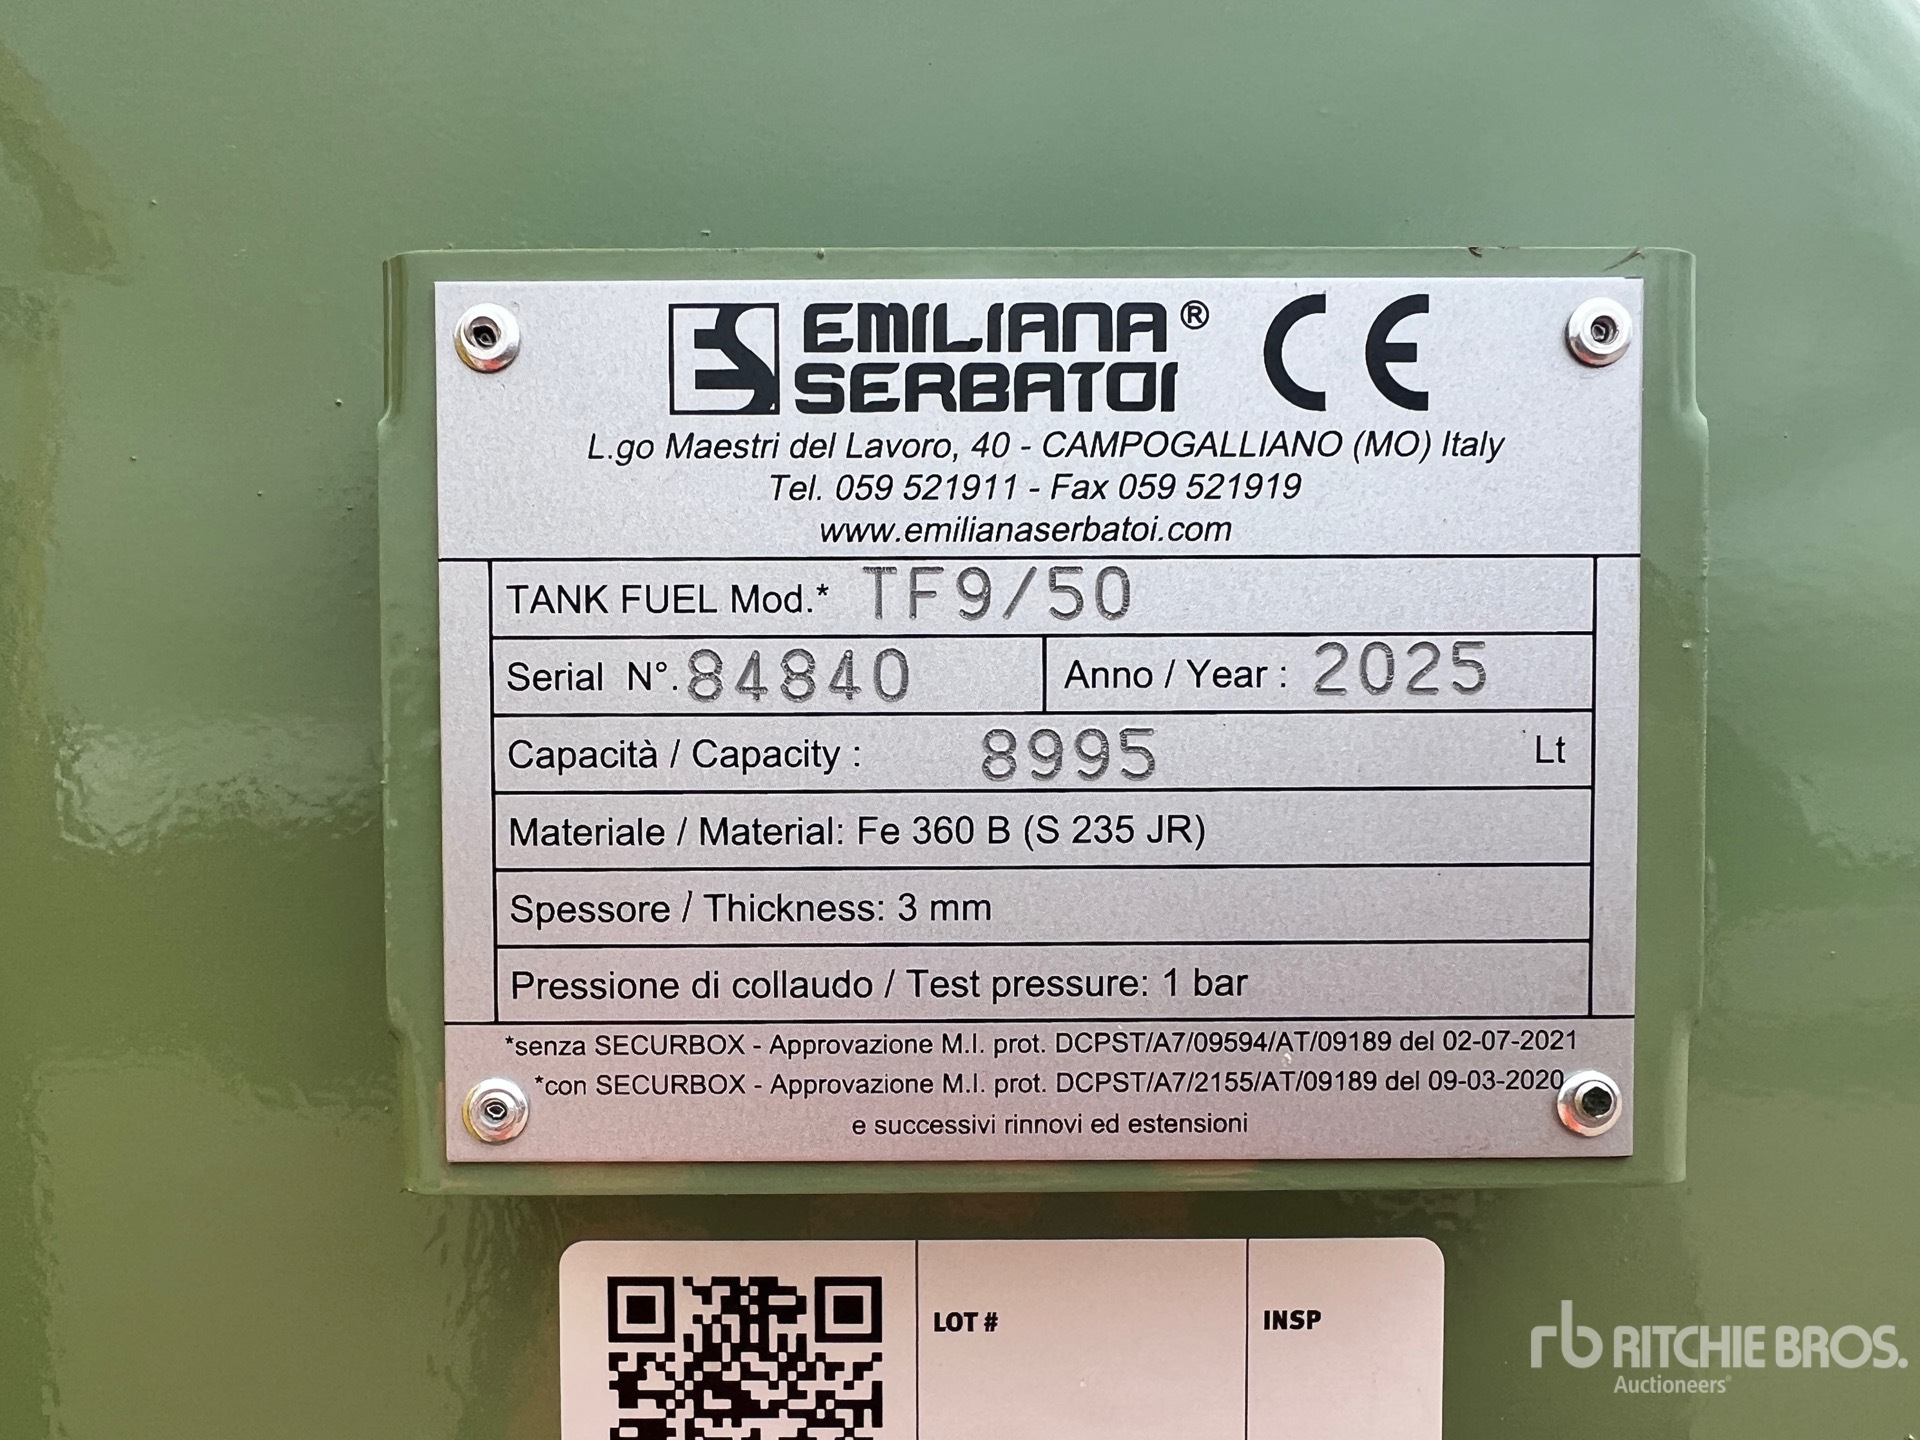 EMILIANA® CE
SERBATOI
L.go Maestri del Lavoro, 40 - CAMPOGALLIANO (MO) Italy
Tel. 059 521911 - Fax 059 521919
www.emilianaserbatoi.com
TANK FUEL Mod.* TF9/50
Serial N°. 84840 Anno / Year : 2025
Capacità / Capacity : 8995 Lt
Materiale / Material: Fe 360 B (S 235 JR)
Spessore / Thickness: 3 mm
Pressione di collaudo / Test pressure: 1 bar
*senza SECURBOX - Approvazione M.I. prot. DCPST/A7/09594/AT/09189 del 02-07-2021
*con SECURBOX - Approvazione M.I. prot. DCPST/A7/2155/AT/09189 del 09-03-2020
e successivi rinnovi ed estensioni
LOT # INSP
rb RITCHIE BROS.
Auctioneers